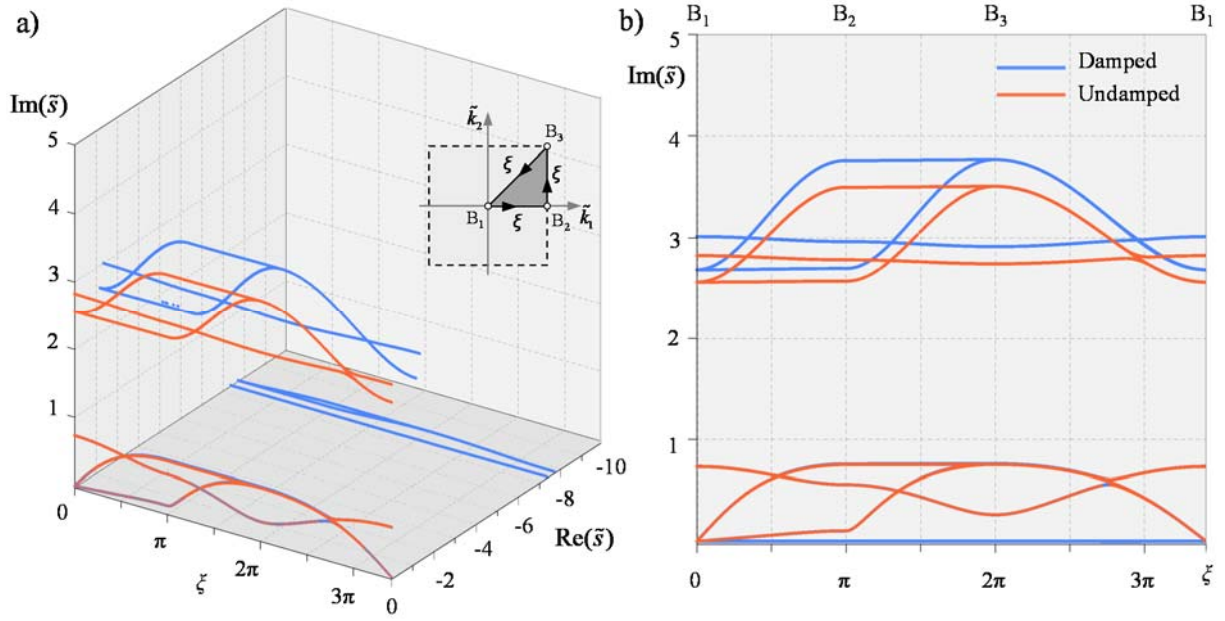 a)
Im(s̃)
5
4
3
2
1
0
π
2π
3π
ξ
0
-2
-4
-6
-8
-10
Re(s̃)
k̃₂
B₃
ξ
ξ
B₁
ξ
B₂
k̃₁
b)
B₁ B₂ B₃ B₁
Im(s̃)
5
4
3
2
1
Damped
Undamped
0 π 2π 3π ξ